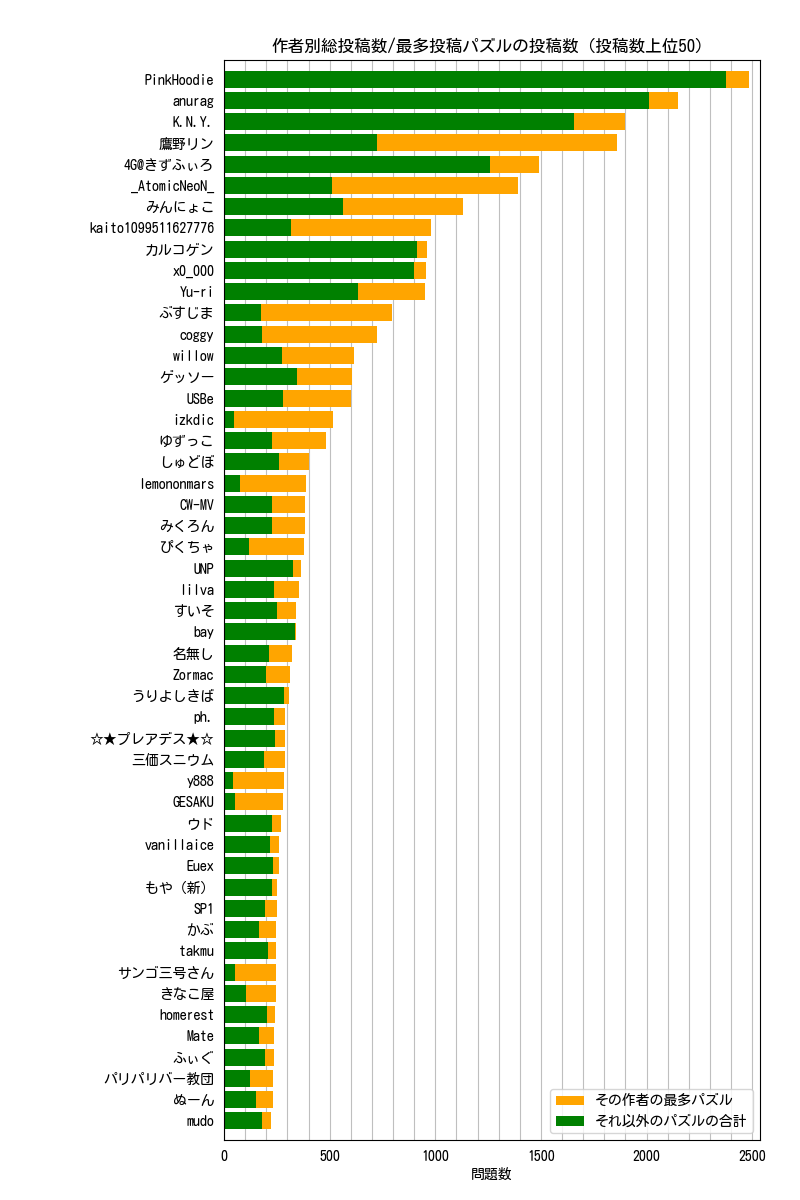 作者別総投稿数/最多投稿パズルの投稿数 (投稿数上位50)
PinkHoodie
anurag
K.N.Y.
鷹野リン
4G@きずふぃろ
_AtomicNeoN_
みんにょこ
kaito1099511627776
カルコゲン
x0_000
Yu-ri
ぷすじま
coggy
willow
ゲッソー
USBe
izkdic
ゆずっこ
しゅどぼ
lemononmars
CW-MV
みくろん
ぴくちゃ
UNP
lilva
すいそ
bay
名無し
Zormac
うりよしきば
ph.
☆★プレアデス★☆
三価スニウム
y888
GESAKU
ウド
vanillaice
Euex
もや（新）
SP1
かぶ
takmu
サンゴ三号さん
きなこ屋
homerest
Mate
ふぃぐ
パリパリバー教団
ぬーん
mudo
その作者の最多パズル
それ以外のパズルの合計
0 500 1000 1500 2000 2500
問題数